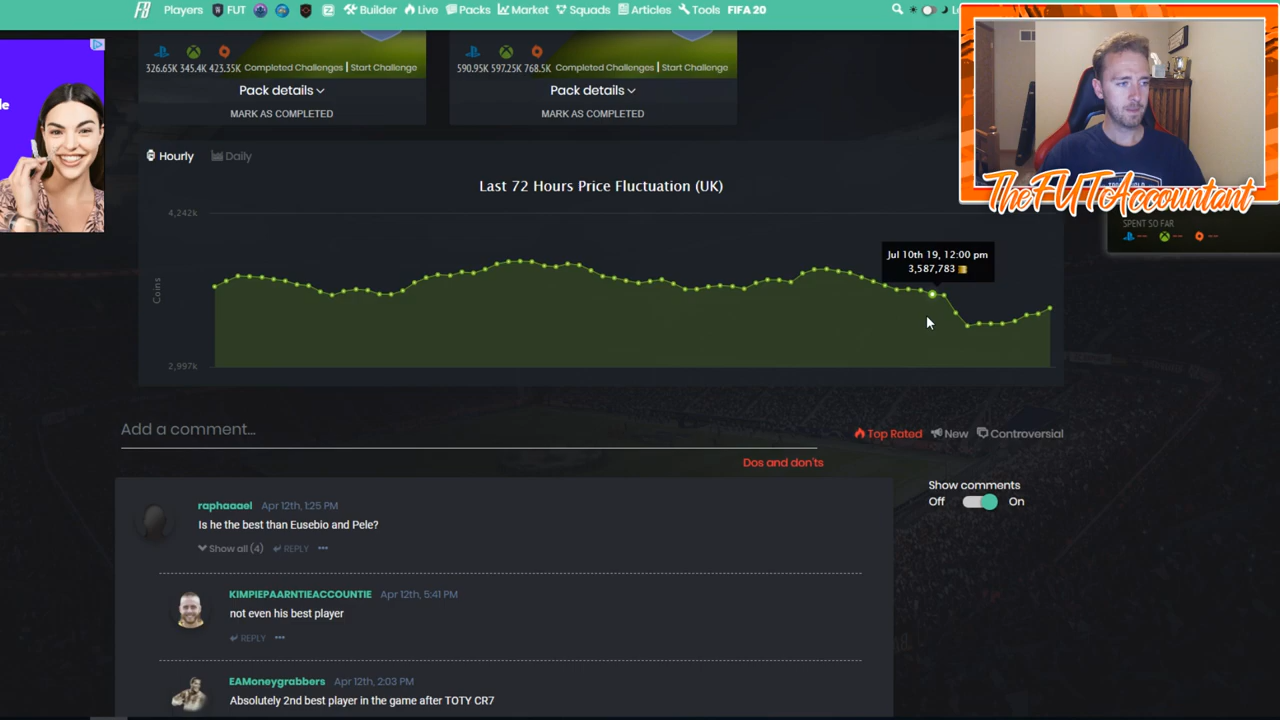 FB Players FUT Builder Live Packs Market Squads Articles Tools FIFA 20
326.65K 345.4K 423.35K Completed Challenges | Start Challenge
590.95K 597.25K 768.5K Completed Challenges | Start Challenge
Pack details
Pack details
MARK AS COMPLETED
MARK AS COMPLETED
TheFUTAccountant
SPENT SO FAR
Hourly Daily
Last 72 Hours Price Fluctuation (UK)
4,242k
Coins
2,997k
Jul 10th 19, 12:00 pm
3,587,783
Add a comment...
Top Rated New Controversial
Dos and don'ts
Show comments
Off On
raphaaael Apr 12th, 1:25 PM
Is he the best than Eusebio and Pele?
Show all (4) REPLY
KIMPIEPAARNTIEACCOUNTIE Apr 12th, 5:41 PM
not even his best player
REPLY
EAMoneygrabbers Apr 12th, 2:03 PM
Absolutely 2nd best player in the game after TOTY CR7